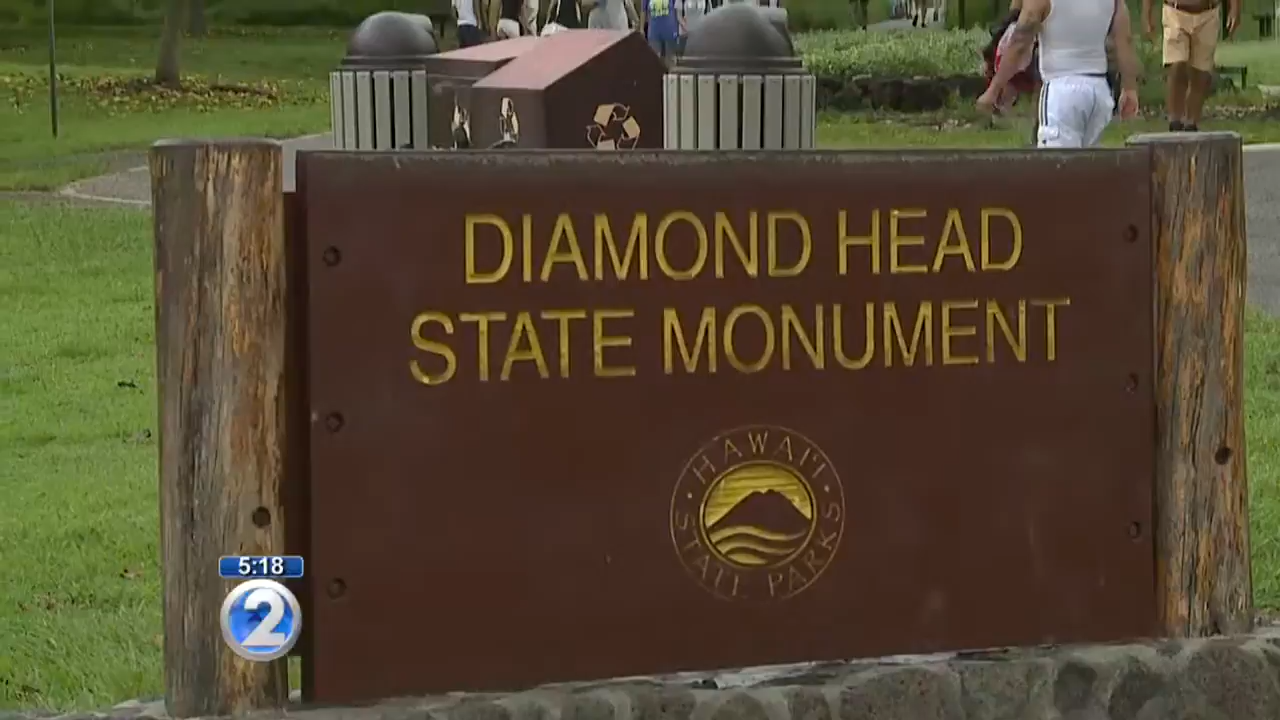 DIAMOND HEAD
STATE MONUMENT
HAWAI'I
STATE PARKS
5:18
2